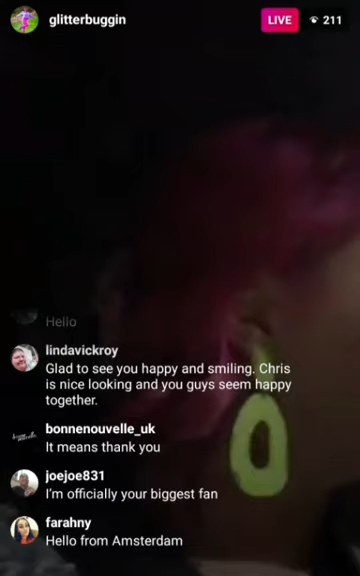 glitterbuggin
LIVE
211
Hello
lindavickroy
Glad to see you happy and smiling. Chris
is nice looking and you guys seem happy
together.
bonnenouvelle_uk
It means thank you
joejoe831
I'm officially your biggest fan
farahny
Hello from Amsterdam